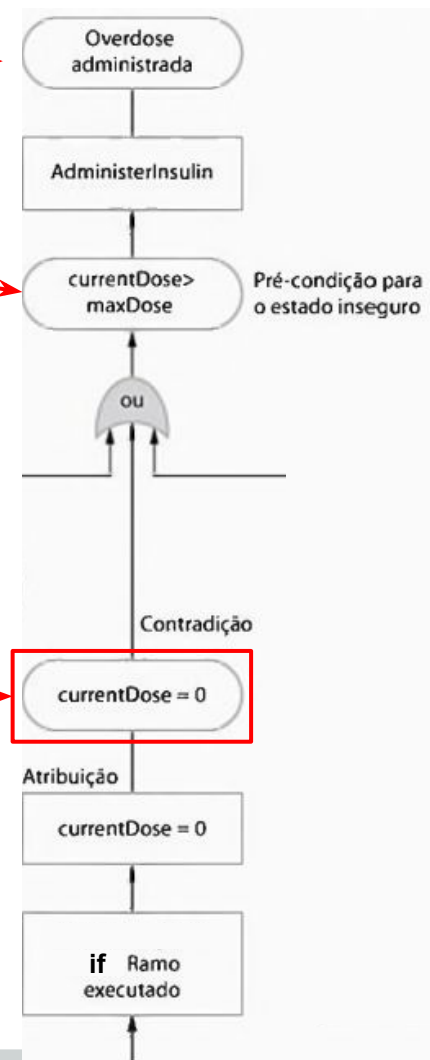 Overdose
administrada
AdministerInsulin
currentDose>
maxDose
Pré-condição para
o estado inseguro
ou
Contradição
currentDose = 0
Atribuição
currentDose = 0
if Ramo
executado